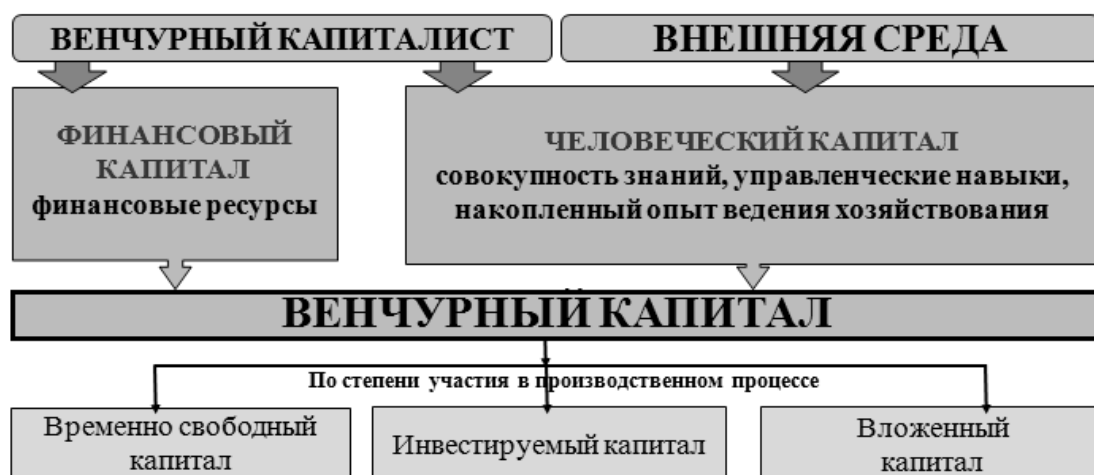 ВЕНЧУРНЫЙ КАПИТАЛИСТ
ВНЕШНЯЯ СРЕДА
ФИНАНСОВЫЙ
КАПИТАЛ
финансовые ресурсы
ЧЕЛОВЕЧЕСКИЙ КАПИТАЛ
совокупность знаний, управленческие навыки,
накопленный опыт ведения хозяйствования
ВЕНЧУРНЫЙ КАПИТАЛ
По степени участия в производственном процессе
Временно свободный
капитал
Инвестируемый капитал
Вложенный
капитал